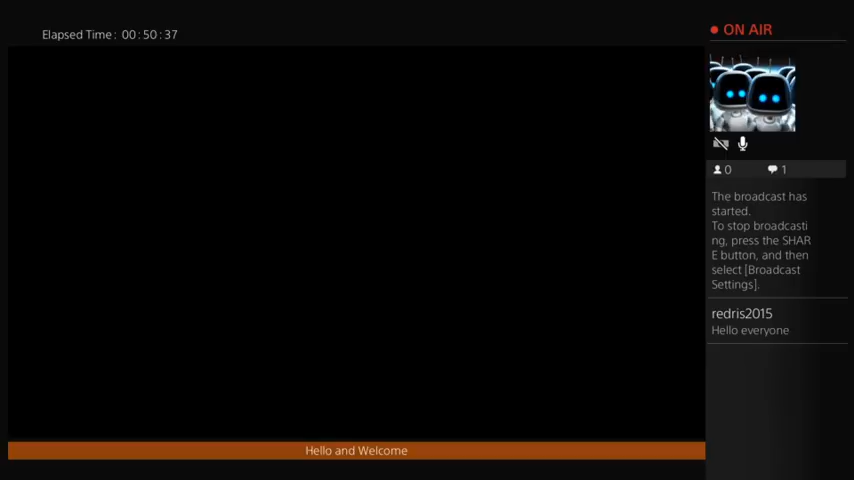 Elapsed Time: 00:50:37
ON AIR
0 1
The broadcast has
started.
To stop broadcasti
ng, press the SHAR
E button, and then
select [Broadcast
Settings].
redris2015
Hello everyone
Hello and Welcome